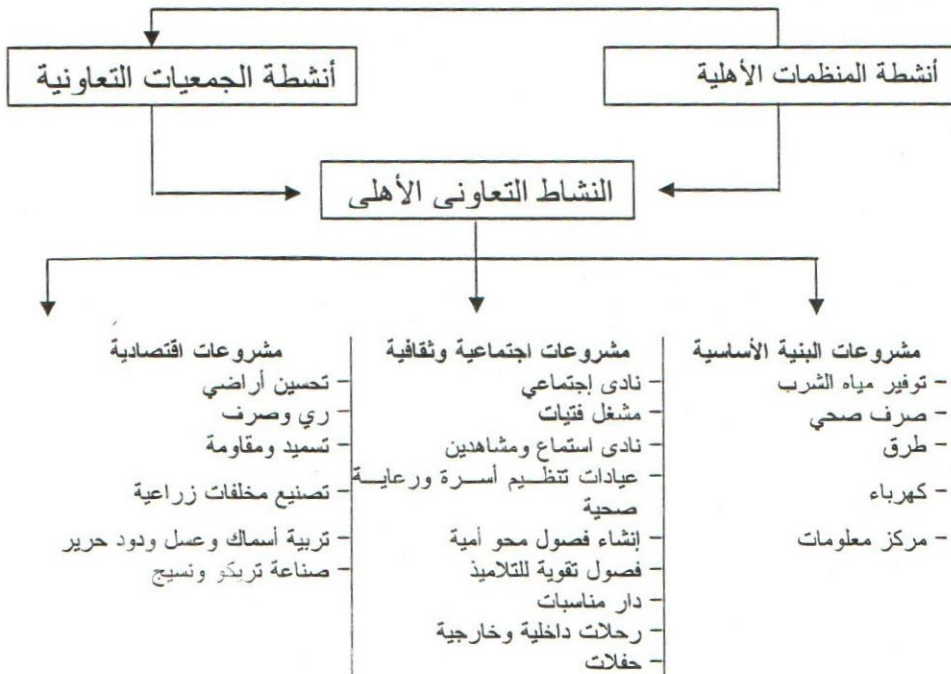 أنشطة المنظمات الأهلية
أنشطة الجمعيات التعاونية
النشاط التعاونى الأهلى
مشروعات البنية الأساسية
- توفير مياه الشرب
- صرف صحي
- طرق
- كهرباء
- مركز معلومات
مشروعات اجتماعية وثقافية
- نادى إجتماعي
- مشغل فتيات
- نادى استماع ومشاهدين
- عيادات تنظيم أسرة ورعاية
صحية
- إنشاء فصول محو أمية
- فصول تقوية للتلاميذ
- دار مناسبات
- رحلات داخلية وخارجية
- حفلات
مشروعات اقتصادية
- تحسين أراضي
- ري وصرف
- تسميد ومقاومة
- تصنيع مخلفات زراعية
- تربية أسماك وعسل ودود حرير
- صناعة تريكو ونسيج